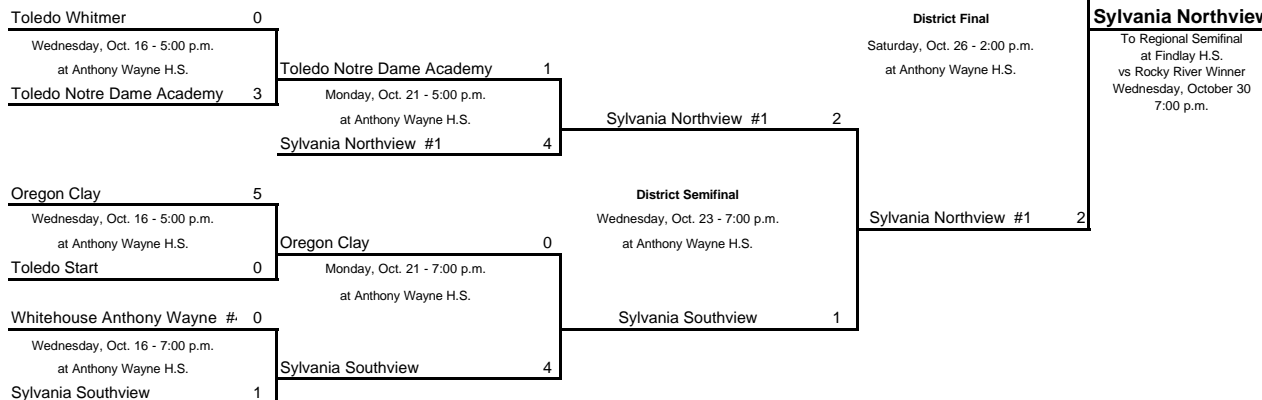 Toledo Whitmer 0
Wednesday, Oct. 16 - 5:00 p.m.
at Anthony Wayne H.S.
Toledo Notre Dame Academy 3
Toledo Notre Dame Academy 1
Monday, Oct. 21 - 5:00 p.m.
at Anthony Wayne H.S.
Sylvania Northview #1 4
Oregon Clay 5
Wednesday, Oct. 16 - 5:00 p.m.
at Anthony Wayne H.S.
Toledo Start 0
Oregon Clay 0
Monday, Oct. 21 - 7:00 p.m.
at Anthony Wayne H.S.
Whitehouse Anthony Wayne 0
Wednesday, Oct. 16 - 7:00 p.m.
at Anthony Wayne H.S.
Sylvania Southview 1
Sylvania Southview 4
Sylvania Northview #1 2
District Semifinal
Wednesday, Oct. 23 - 7:00 p.m.
at Anthony Wayne H.S.
Sylvania Southview 1
District Final
Saturday, Oct. 26 - 2:00 p.m.
at Anthony Wayne H.S.
Sylvania Northview #1 2
Sylvania Northview
To Regional Semifinal
at Findlay H.S.
vs Rocky River Winner
Wednesday, October 30
7:00 p.m.